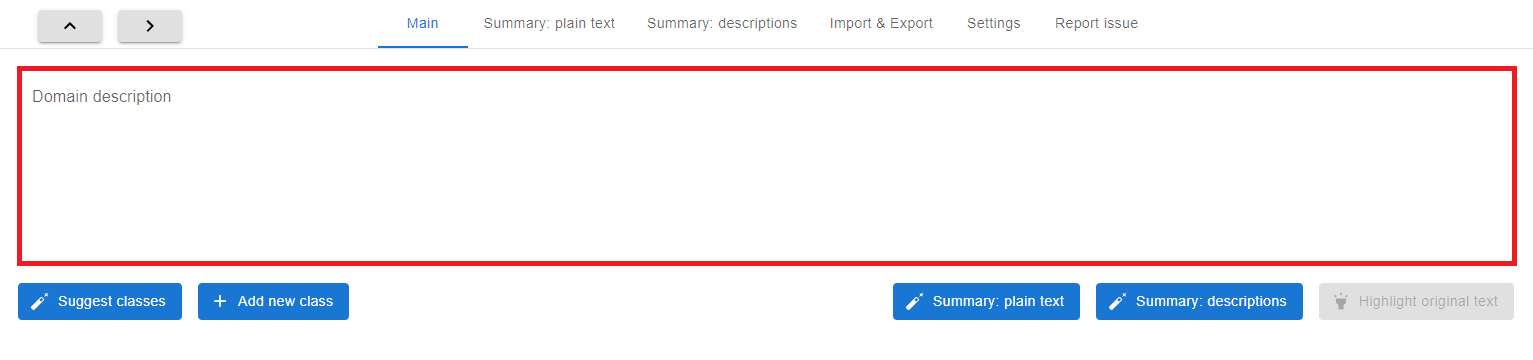 Main Summary: plain text Summary: descriptions Import & Export Settings Report issue
Domain description
Suggest classes Add new class Summary: plain text Summary: descriptions Highlight original text